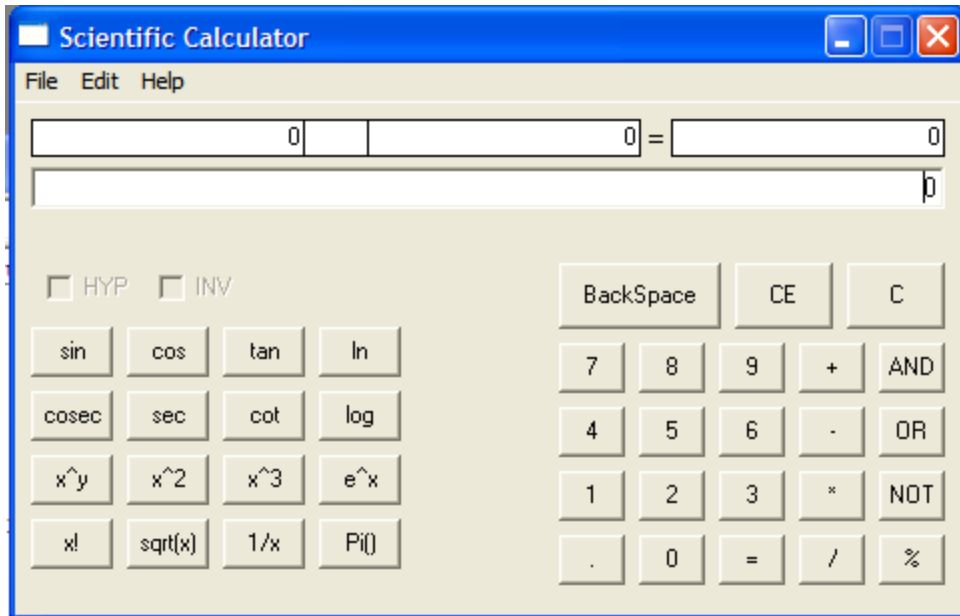 Scientific Calculator
File Edit Help
0 0 = 0
0
HYP INV BackSpace CE C
sin cos tan ln 7 8 9 + AND
cosec sec cot log 4 5 6 - OR
x^y x^2 x^3 e^x 1 2 3 * NOT
x! sqrt(x) 1/x Pi() . 0 = / %